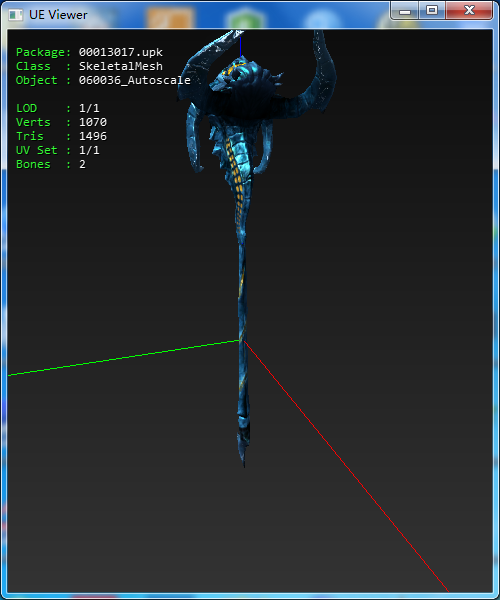 UE Viewer
Package: 00013017.upk
Class : SkeletalMesh
Object : 060036_Autoscale
LOD : 1/1
Verts : 1070
Tris : 1496
UV Set : 1/1
Bones : 2